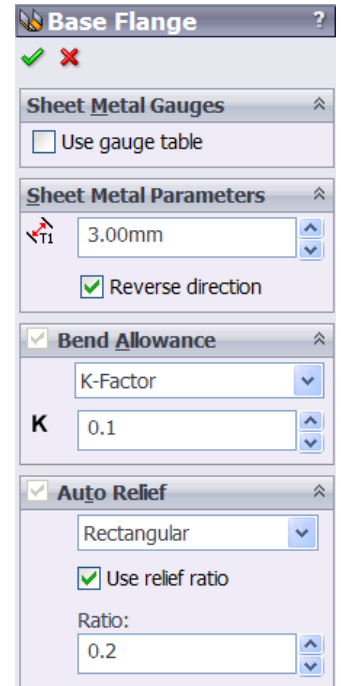 Base Flange ?
Sheet Metal Gauges
Use gauge table
Sheet Metal Parameters
T1 3.00mm
Reverse direction
Bend Allowance
K-Factor
K 0.1
Auto Relief
Rectangular
Use relief ratio
Ratio:
0.2